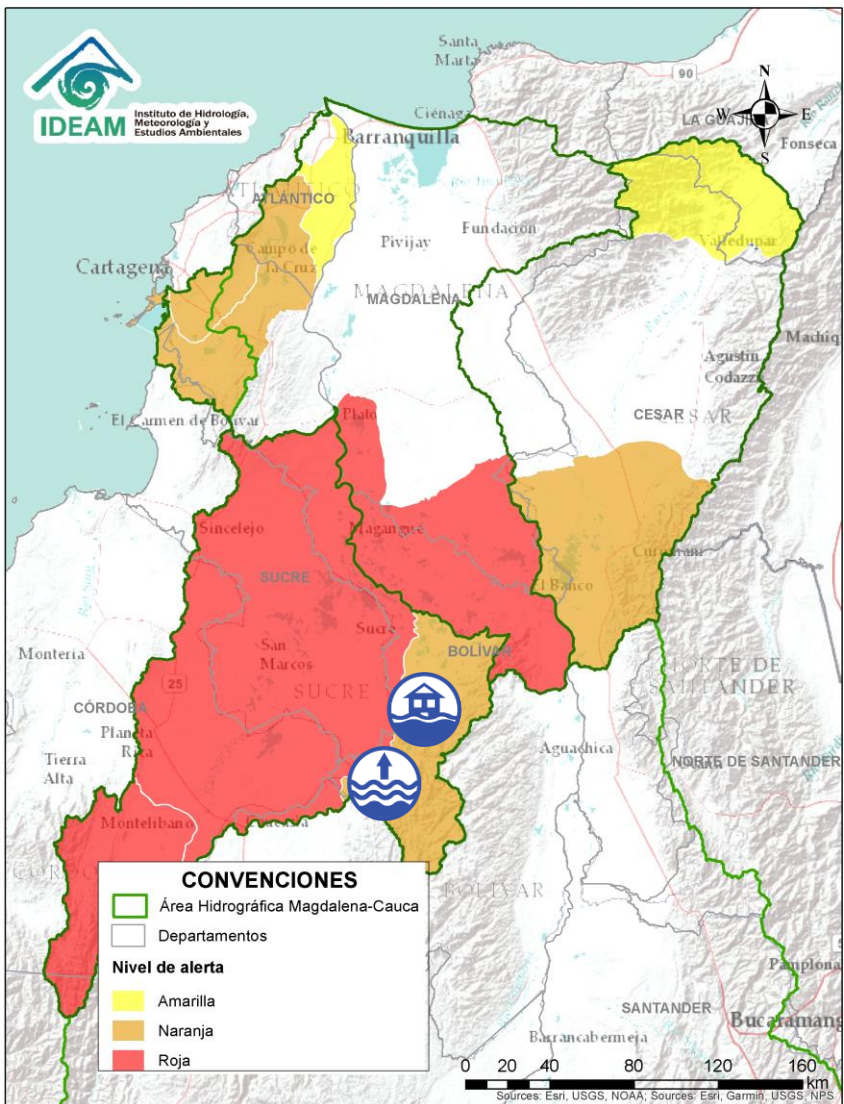 IDEAM
Instituto de Hidrología,
Meteorología y
Estudios Ambientales
Santa
Marta
90
N
W
E
S
LA GUAJI
Ciénaga
Barranquilla
Fonseca
ATLÁNTICO
Pivijay
Fundación
Valledupar
Campo de
la Cruz
Cartagena
MAGDALENA
MAGDALENA
Agustín
Codazzi
Machiq
CESAR
CESAR
El Carmen de Bolívar
Plato
Sincelejo
Magangué
SUCRE
El Banco
Sucre
BOLÍVAR
San
Marcos
SUCRE
Montería
25
CÓRDOBA
Planeta
Rica
Tierra
Alta
NORTE DE
SANTANDER
Aguachica
NORTE DE SANTANDER
Montelíbano
BOLÍVAR
CONVENCIONES
Área Hidrográfica Magdalena-Cauca
Departamentos
Nivel de alerta
Amarilla
Naranja
Roja
Pamplona
SANTANDER
Bucaramang
Barrancabermeja
0 20 40 80 120 160
km
Sources: Esri, USGS, NOAA; Sources: Esri, Garmin, USGS, NPS